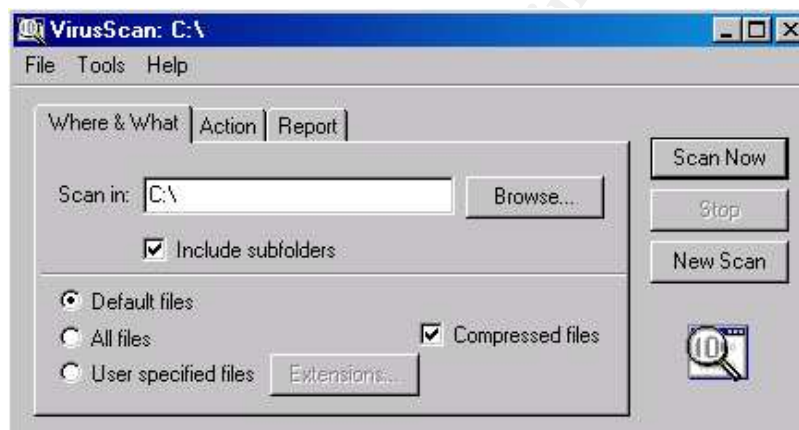 VirusScan: C:\
File Tools Help
Where & What Action Report
Scan in: C:\ Browse...
Include subfolders
Default files
All files
Compressed files
User specified files Extensions...
Scan Now
Stop
New Scan